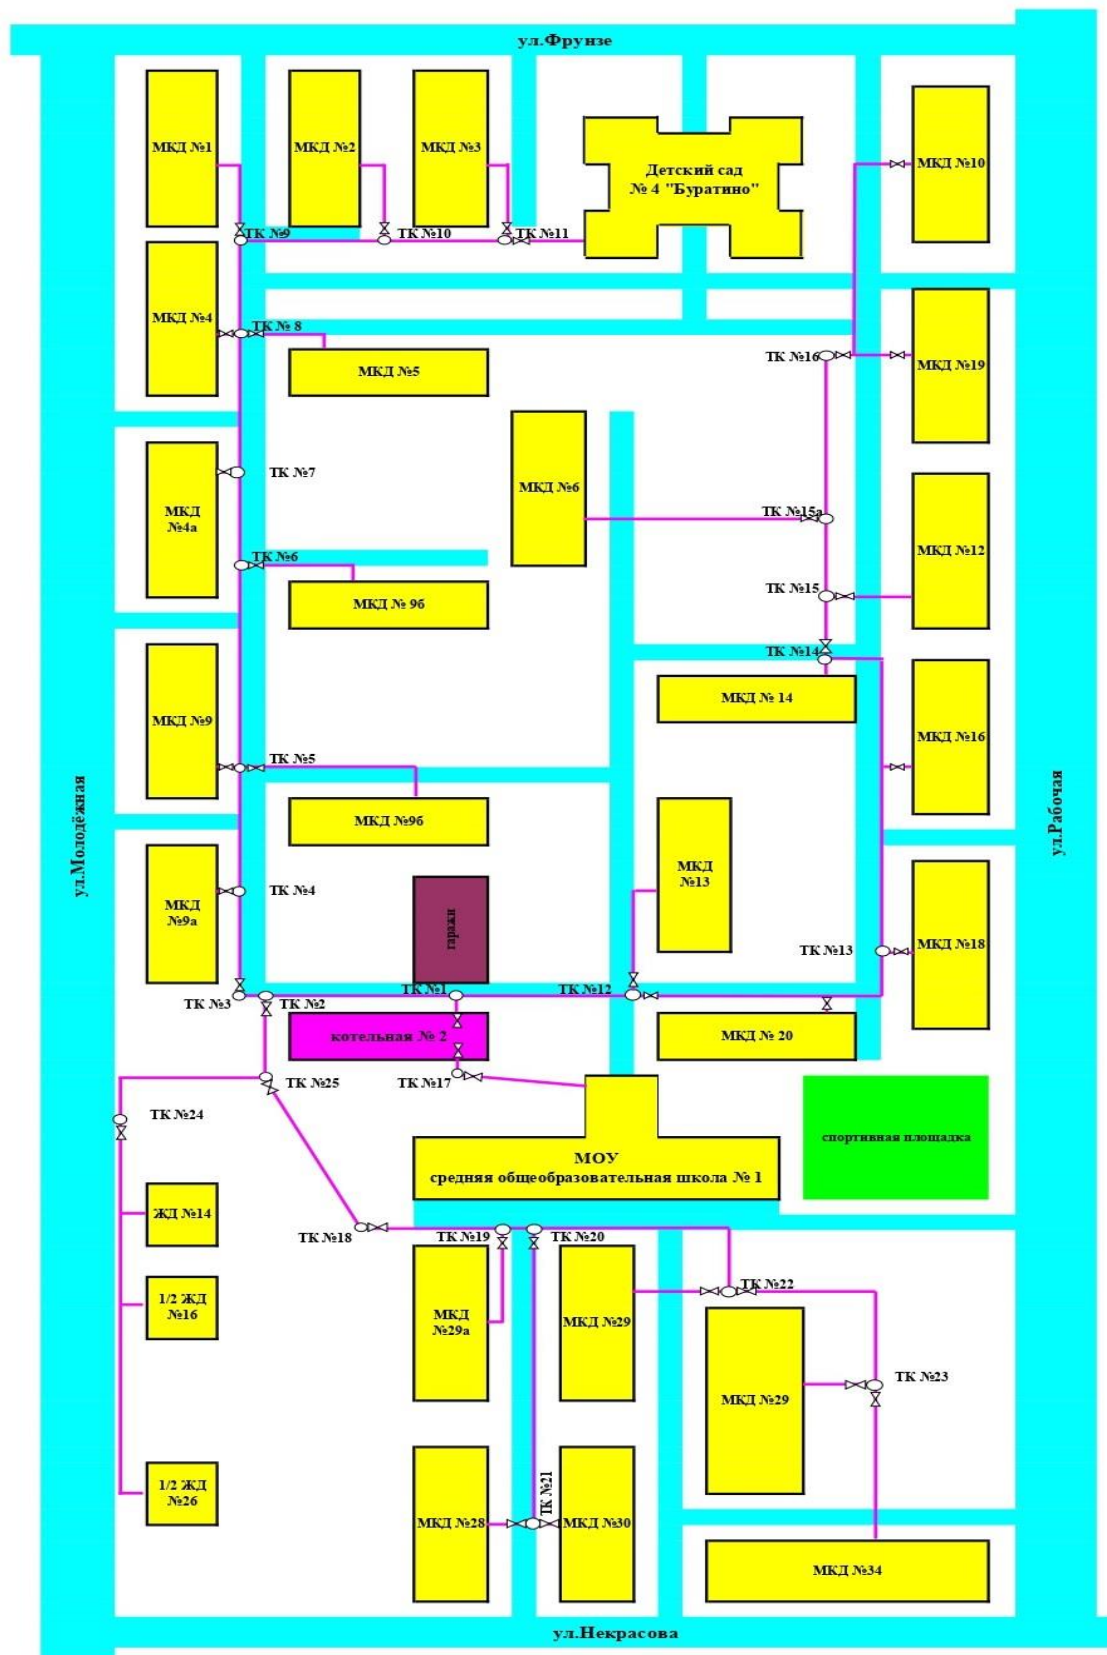 ул.Фрунзе
МКД №1
МКД №2
МКД №3
Детский сад
№ 4 "Буратино"
МКД №10
ТК №9
ТК №10
ТК №11
МКД №4
ТК № 8
МКД №5
ТК №16
МКД №19
ТК №7
МКД №6
МКД
№4а
ТК №15а
МКД №12
ТК №6
МКД № 9б
ТК №15
ТК №14
МКД № 14
МКД №9
МКД №16
ТК №5
МКД №9б
ул.Молодёжная
ул.Рабочая
МКД
№13
ТК №4
МКД
№9а
гаражи
ТК №13
МКД №18
ТК №3
ТК №2
ТК №1
ТК №12
котельная № 2
МКД № 20
ТК №25
ТК №17
ТК №24
МОУ
средняя общеобразовательная школа № 1
спортивная площадка
ЖД №14
ТК №18
ТК №19
ТК №20
1/2 ЖД
№16
ТК №22
МКД
№29а
МКД №29
ТК №23
МКД №29
1/2 ЖД
№26
ТК №21
МКД №28
МКД №30
МКД №34
ул.Некрасова